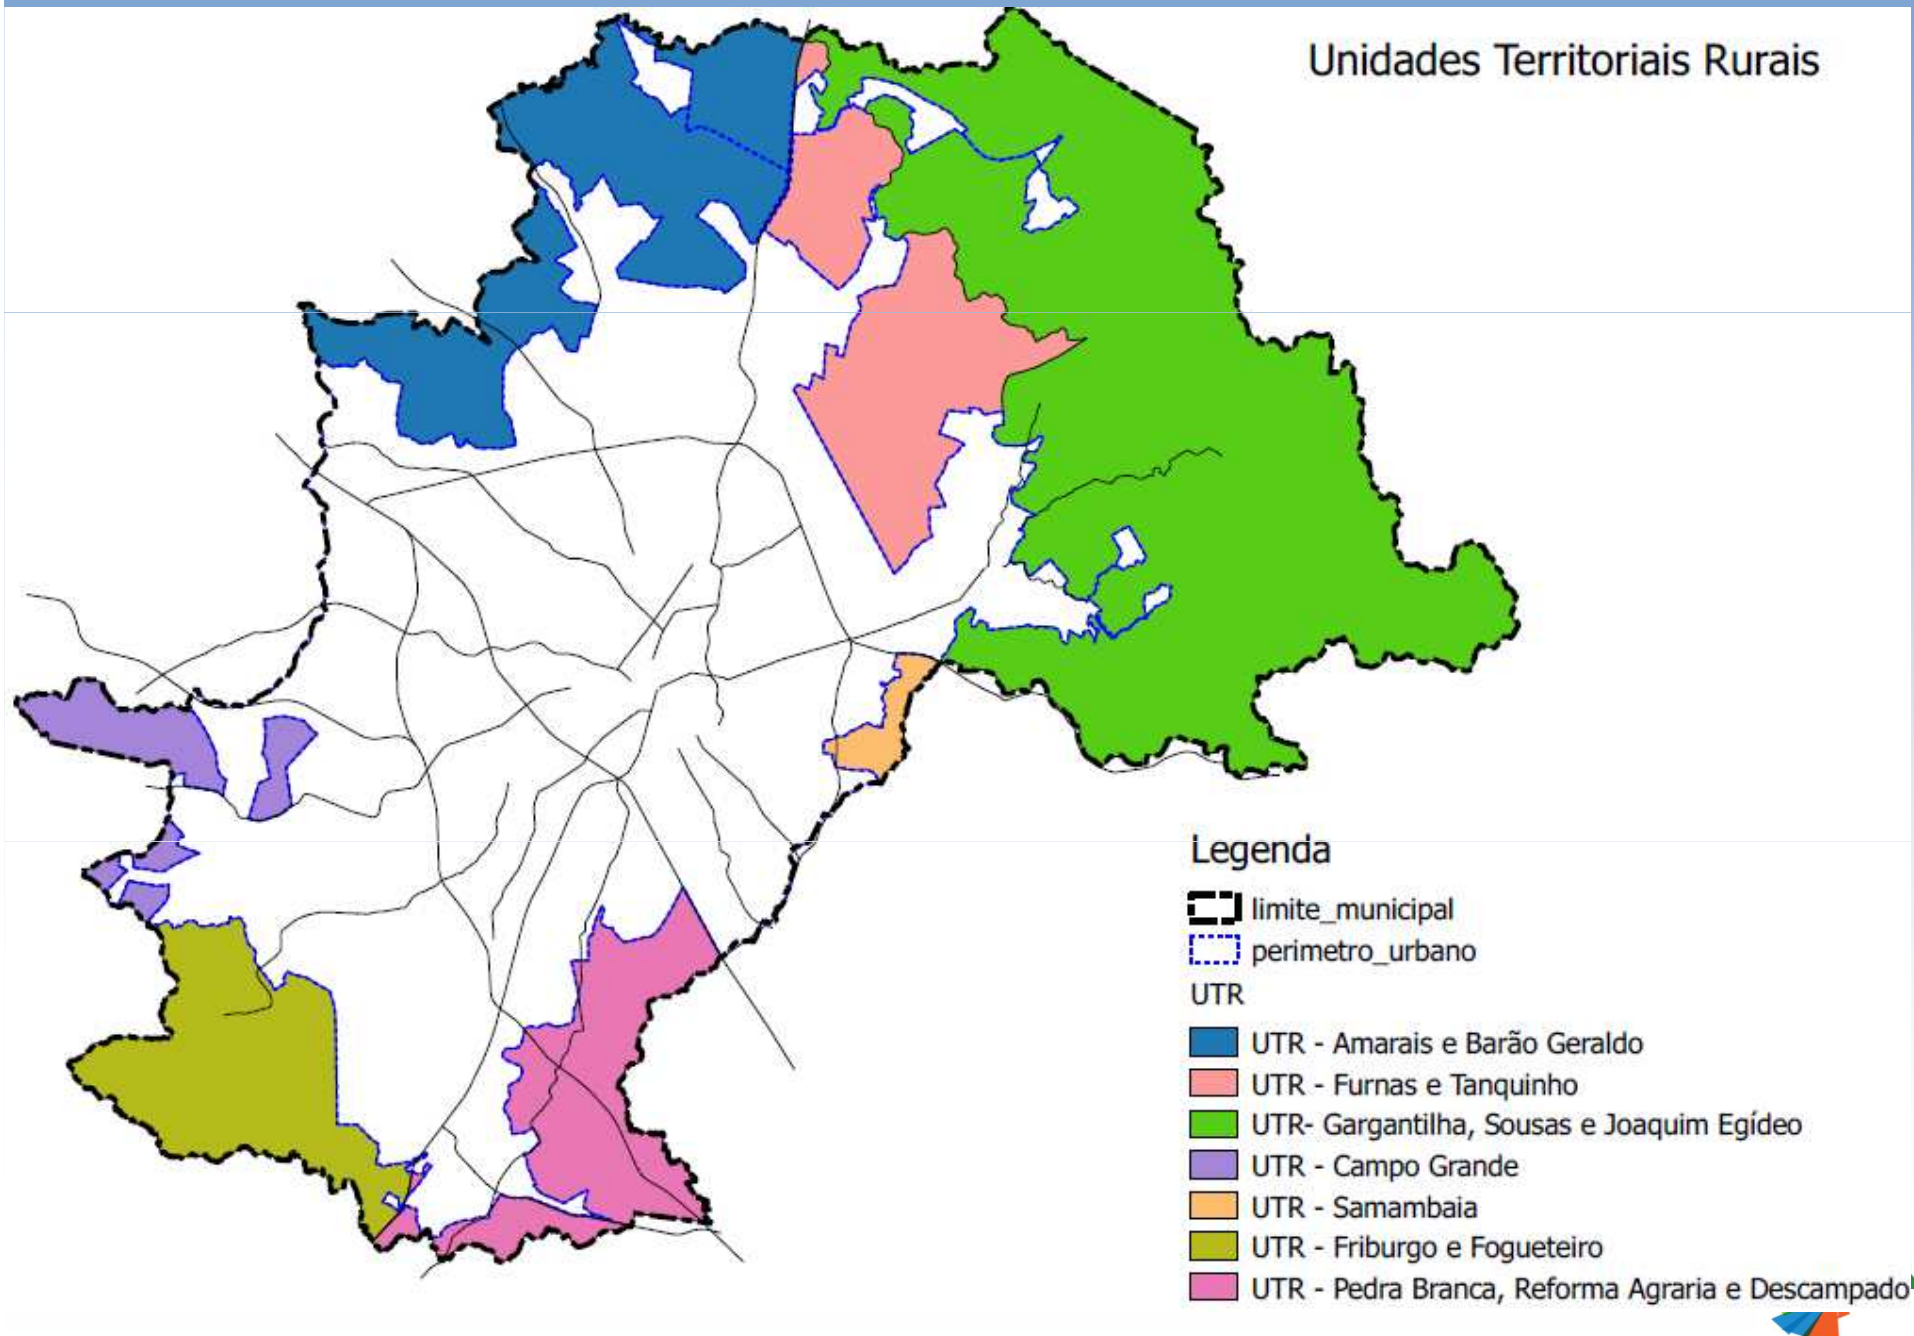 Unidades Territoriais Rurais
Legenda
limite_municipal
perimetro_urbano
UTR
UTR - Amarais e Barão Geraldo
UTR - Furnas e Tanquinho
UTR- Gargantilha, Sousas e Joaquim Egídeo
UTR - Campo Grande
UTR - Samambaia
UTR - Friburgo e Fogueteiro
UTR - Pedra Branca, Reforma Agraria e Descampado